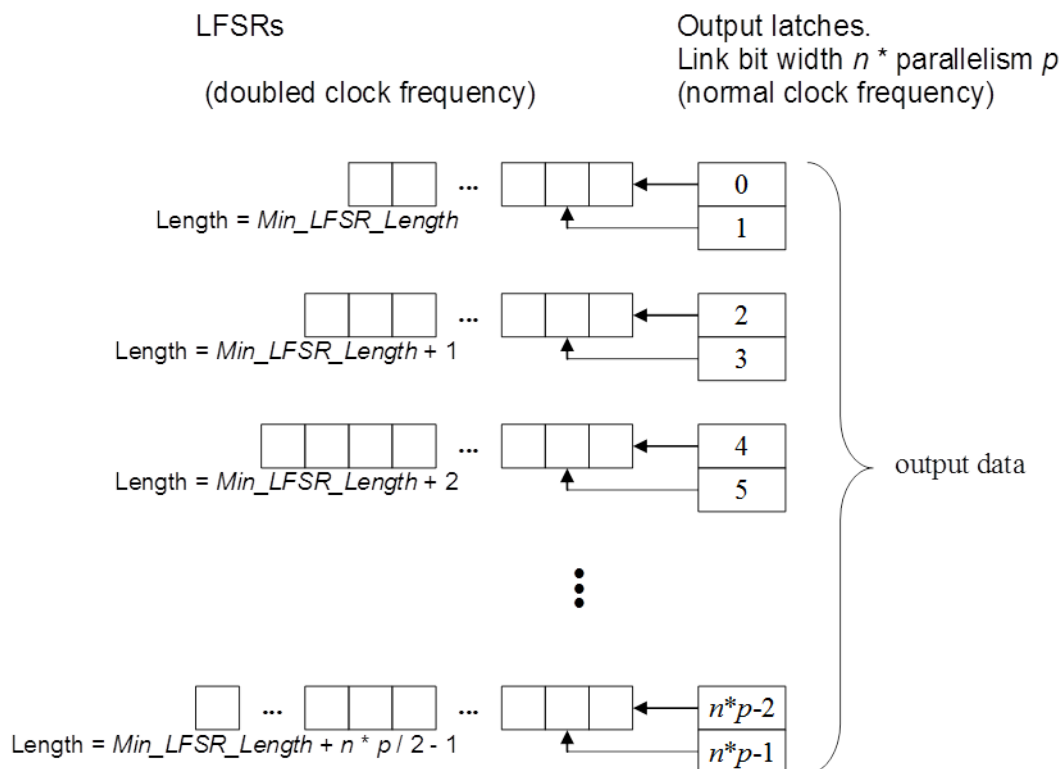 LFSRs
(doubled clock frequency)
Output latches.
Link bit width n * parallelism p
(normal clock frequency)
...
0
1
Length = Min_LFSR_Length
...
2
3
Length = Min_LFSR_Length + 1
...
4
5
Length = Min_LFSR_Length + 2
output data
... ...
n*p-2
n*p-1
Length = Min_LFSR_Length + n * p / 2 - 1